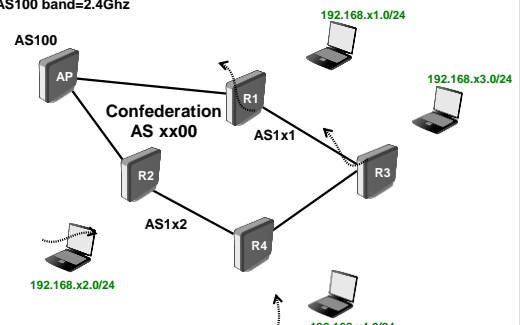 AS100 band=2.4Ghz
192.168.x1.0/24
AS100
AP
192.168.x3.0/24
R1
Confederation
AS xx00
AS1x1
R3
R2
AS1x2
R4
192.168.x2.0/24